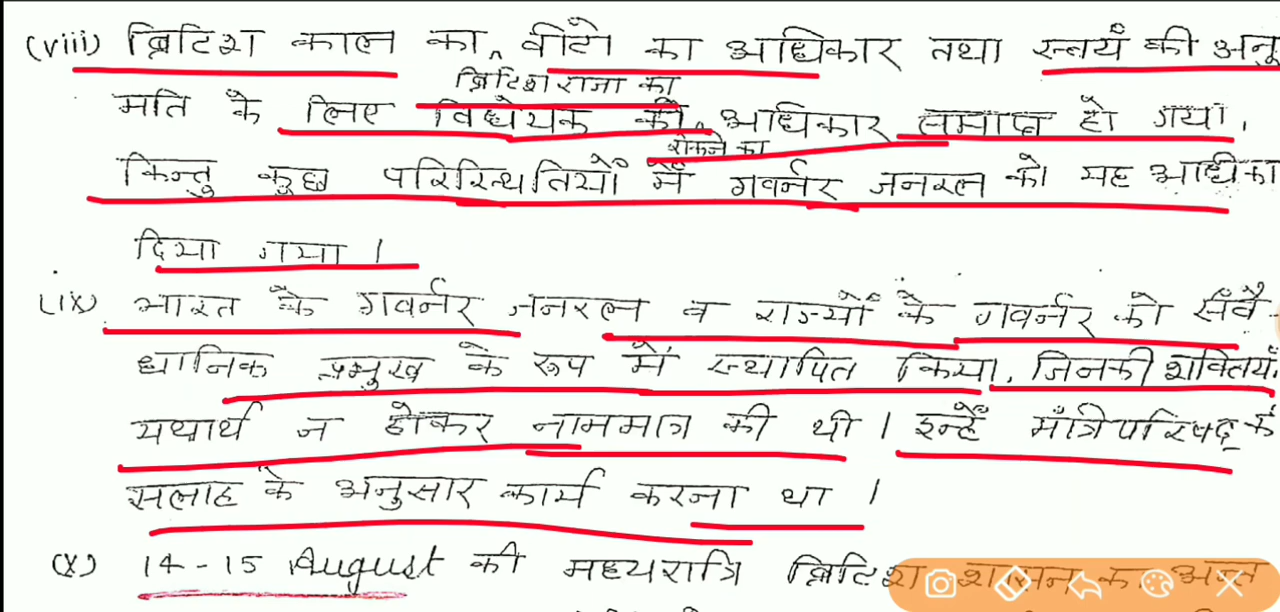 (viii) ब्रिटिश काल का वीटो का अधिकार तथा स्वयं की अनु
ब्रिटिश राजा का
मति के लिए विधेयक की अधिकार समाप्त हो गया,
रोकने का
किन्तु कुछ परिस्थितियों में गवर्नर जनरल को यह अधिका
दिया गया ।
(ix) भारत के गवर्नर जनरल व राज्यों के गवर्नर को संवै-
धानिक प्रमुख के रूप में स्थापित किया, जिनकी शक्तियाँ
यथार्थ न होकर नाममात्र की थी । इन्हें मंत्रिपरिषद् के
सलाह के अनुसार कार्य करना था ।
(x) 14-15 August की मध्यरात्रि ब्रिटिश शासन का अन्त